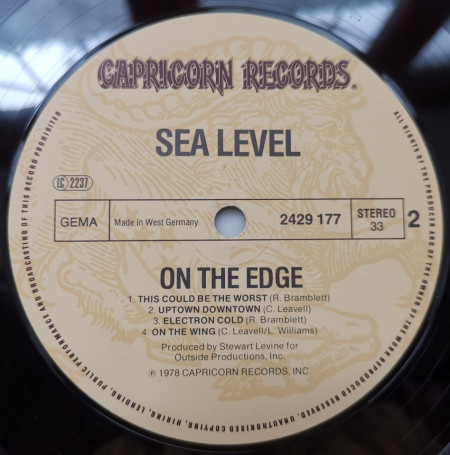 CAPRICORN RECORDS®
SEA LEVEL
LC 2237
GEMA
Made in West Germany
2429 177
STEREO
33
2
ON THE EDGE
1. THIS COULD BE THE WORST (R. Bramblett)
2. UPTOWN DOWNTOWN (C. Leavell)
3. ELECTRON COLD (R. Bramblett)
4. ON THE WING (C. Leavell/L. Williams)
Produced by Stewart Levine for
Outside Productions, Inc.
℗ 1978 CAPRICORN RECORDS, INC.
ALL RIGHTS OF THE PRODUCER AND OF THE OWNER OF THE WORK REPRODUCED RESERVED. UNAUTHORISED COPYING, HIRING, LENDING, PUBLIC PERFORMANCE AND BROADCASTING OF THIS RECORD PROHIBITED